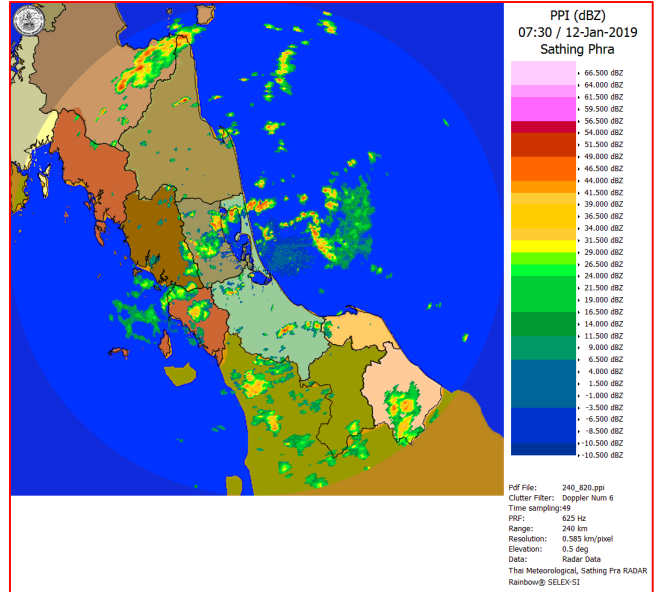 PPI (dBZ)
07:30 / 12-Jan-2019
Sathing Phra
66.500 dBZ
64.000 dBZ
61.500 dBZ
59.500 dBZ
56.500 dBZ
54.000 dBZ
51.500 dBZ
49.000 dBZ
46.500 dBZ
44.000 dBZ
41.500 dBZ
39.000 dBZ
36.500 dBZ
34.000 dBZ
31.500 dBZ
29.000 dBZ
26.500 dBZ
24.000 dBZ
21.500 dBZ
19.000 dBZ
16.500 dBZ
14.000 dBZ
11.500 dBZ
9.000 dBZ
6.500 dBZ
4.000 dBZ
1.500 dBZ
-1.000 dBZ
-3.500 dBZ
-6.500 dBZ
-8.500 dBZ
-10.500 dBZ
-10.500 dBZ
Pdf File: 240_820.ppi
Clutter Filter: Doppler Num 6
Time sampling:49
PRF: 625 Hz
Range: 240 km
Resolution: 0.585 km/pixel
Elevation: 0.5 deg
Data: Radar Data
Thai Meteorological, Sathing Pra RADAR
Rainbow® SELEX-SI